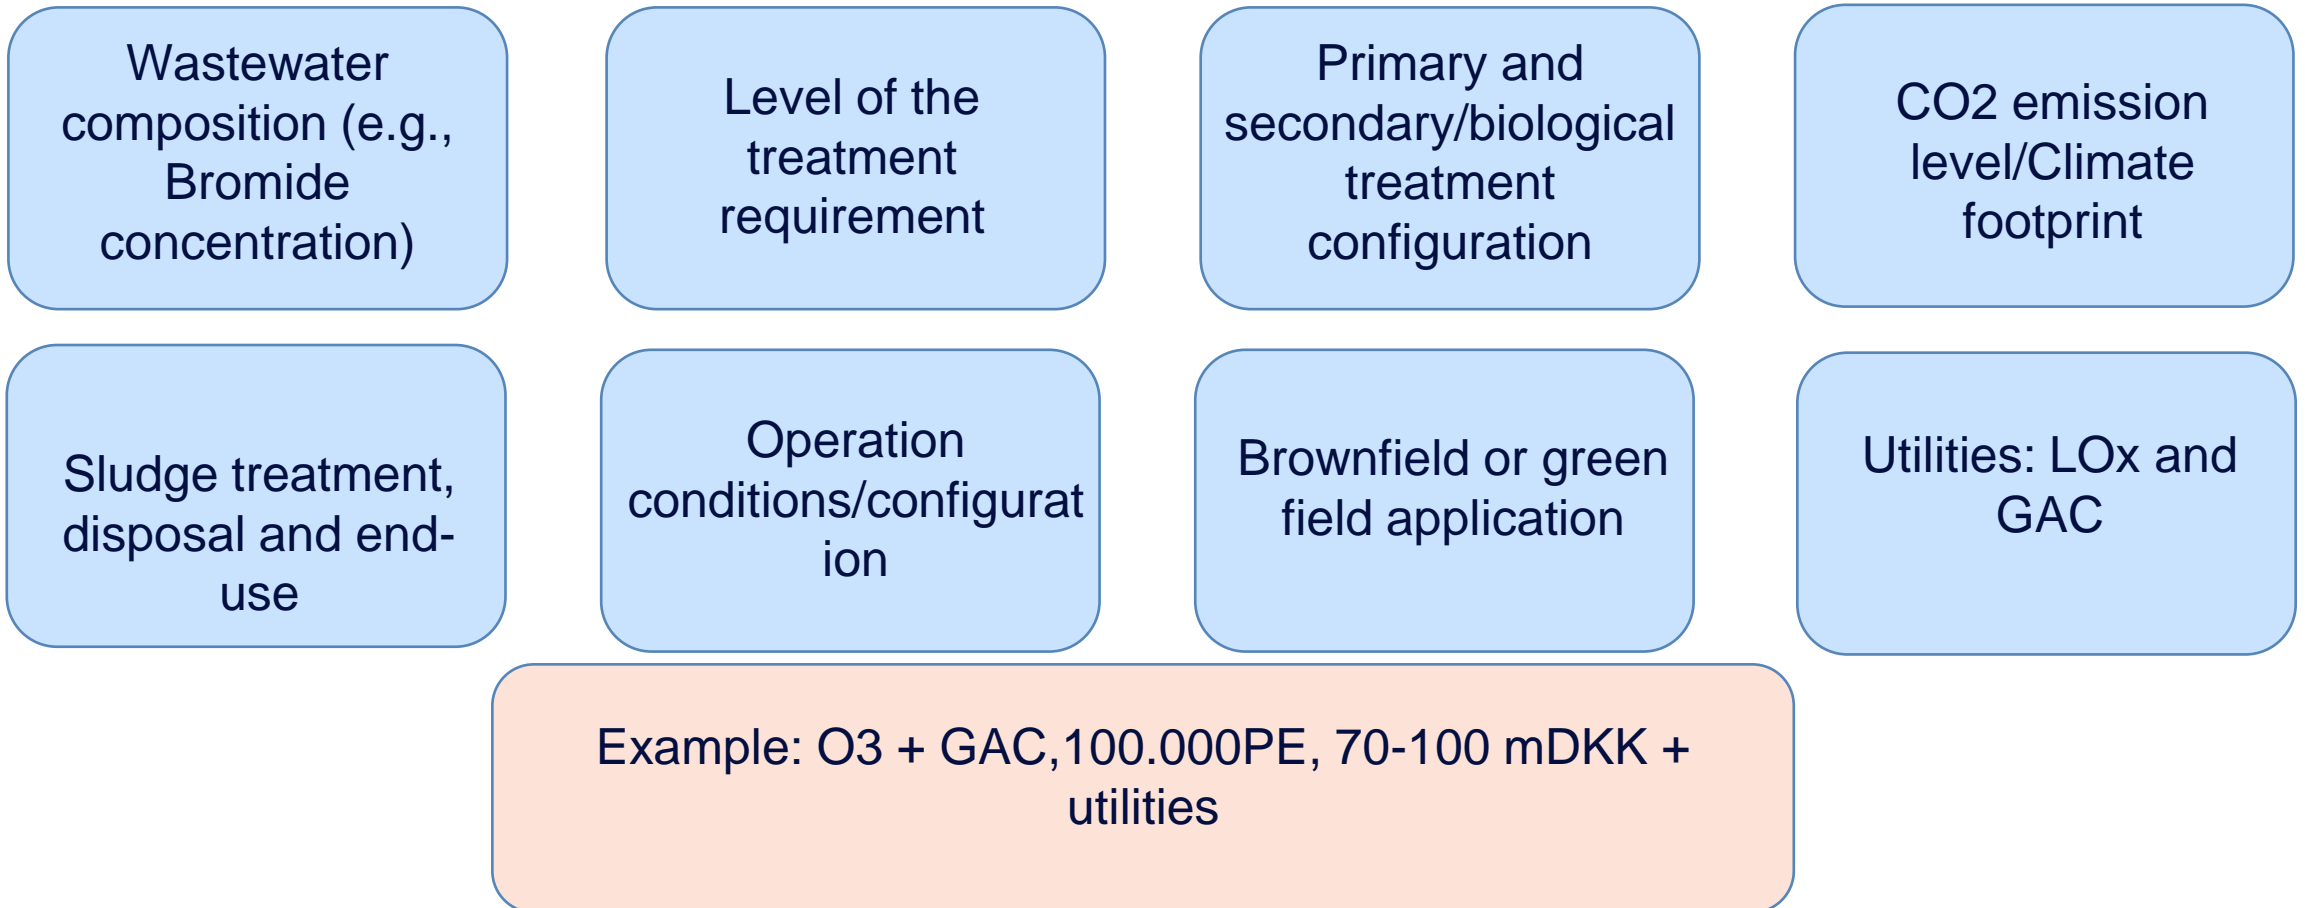 Wastewater
composition (e.g.,
Bromide
concentration)
Level of the
treatment
requirement
Primary and
secondary/biological
treatment
configuration
CO2 emission
level/Climate
footprint
Sludge treatment,
disposal and end-
use
Operation
conditions/configurat
ion
Brownfield or green
field application
Utilities: LOx and
GAC
Example: O3 + GAC,100.000PE, 70-100 mDKK +
utilities